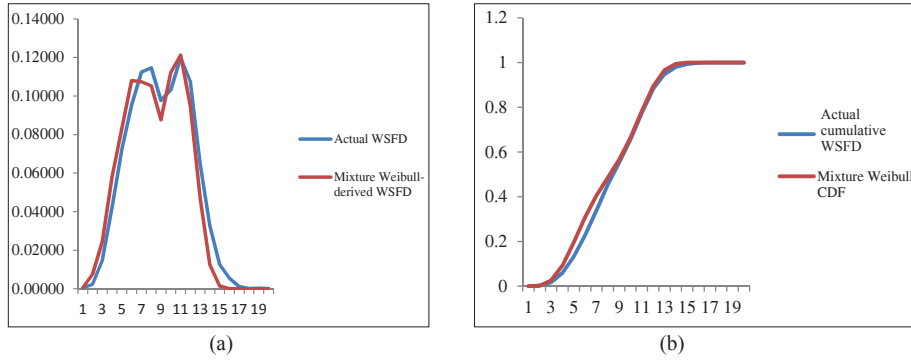 0.14000
0.12000
0.10000
0.08000
0.06000
0.04000
0.02000
0.00000
1 3 5 7 9 11 13 15 17 19
Actual WSFD
Mixture Weibull-
derived WSFD
(a)
1.2
1
0.8
0.6
0.4
0.2
0
1 3 5 7 9 11 13 15 17 19
Actual
cumulative
WSFD
Mixture Weibull
CDF
(b)